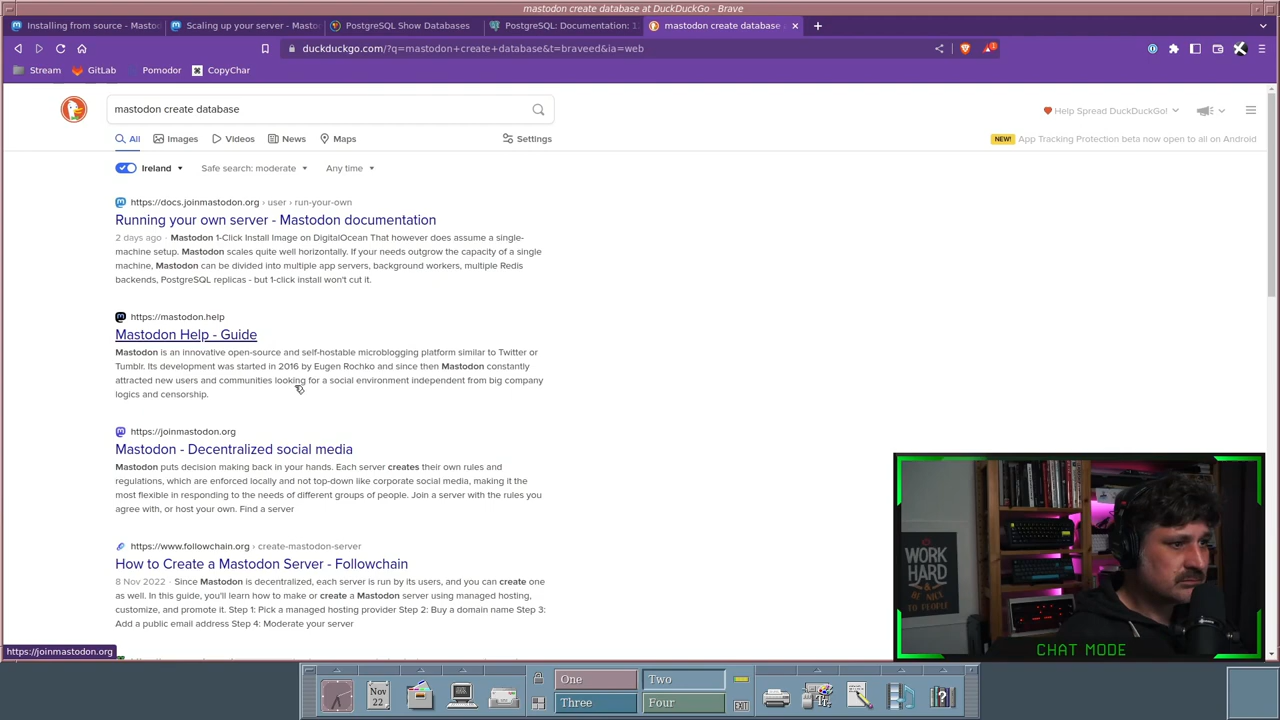 mastodon create database at DuckDuckGo - Brave
Installing from source - Mastod
Scaling up your server - Mastod
PostgreSQL Show Databases
PostgreSQL: Documentation: 1
mastodon create database
duckduckgo.com/?q=mastodon+create+database&t=braveed&ia=web
Stream
GitLab
Pomodor
CopyChar
mastodon create database
Help Spread DuckDuckGo!
All
Images
Videos
News
Maps
Settings
NEW!
App Tracking Protection beta now open to all on Android
Ireland
Safe search: moderate
Any time
https://docs.joinmastodon.org › user › run-your-own
Running your own server - Mastodon documentation
2 days ago · Mastodon 1-Click Install Image on DigitalOcean That however does assume a single-
machine setup. Mastodon scales quite well horizontally. If your needs outgrow the capacity of a single
machine, Mastodon can be divided into multiple app servers, background workers, multiple Redis
backends, PostgreSQL replicas - but 1-click install won't cut it.
https://mastodon.help
Mastodon Help - Guide
Mastodon is an innovative open-source and self-hostable microblogging platform similar to Twitter or
Tumblr. Its development was started in 2016 by Eugen Rochko and since then Mastodon constantly
attracted new users and communities looking for a social environment independent from big company
logics and censorship.
https://joinmastodon.org
Mastodon - Decentralized social media
Mastodon puts decision making back in your hands. Each server creates their own rules and
regulations, which are enforced locally and not top-down like corporate social media, making it the
most flexible in responding to the needs of different groups of people. Join a server with the rules you
agree with, or host your own. Find a server
https://www.followchain.org › create-mastodon-server
How to Create a Mastodon Server - Followchain
8 Nov 2022 · Since Mastodon is decentralized, each server is run by its users, and you can create one
as well. In this guide, you'll learn how to make or create a Mastodon server using managed hosting,
customize, and promote it. Step 1: Pick a managed hosting provider Step 2: Buy a domain name Step 3:
Add a public email address Step 4: Moderate your server
https://joinmastodon.org
WORK
HARD
&
BE NICE
TO PEOPLE
CHAT MODE
Nov
22
One
Two
Three
Four
EXIT